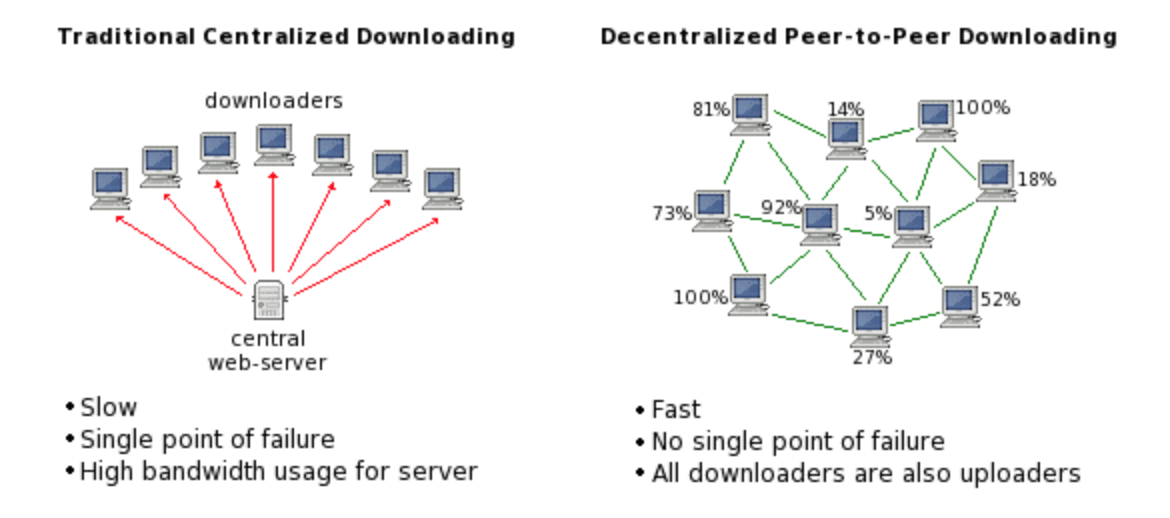 Traditional Centralized Downloading
downloaders
central
web-server
•Slow
•Single point of failure
•High bandwidth usage for server
Decentralized Peer-to-Peer Downloading
81%
14%
100%
18%
73%
92%
5%
100%
52%
27%
•Fast
•No single point of failure
•All downloaders are also uploaders